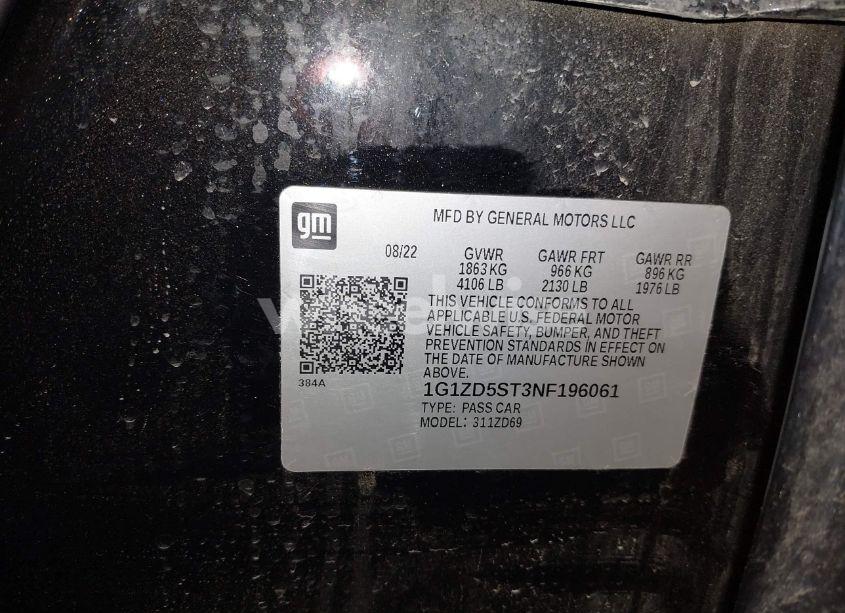 gm
MFD BY GENERAL MOTORS LLC
08/22 GVWR GAWR FRT GAWR RR
1863 KG 966 KG 896 KG
4106 LB 2130 LB 1976 LB
THIS VEHICLE CONFORMS TO ALL
APPLICABLE U.S. FEDERAL MOTOR
VEHICLE SAFETY, BUMPER, AND THEFT
PREVENTION STANDARDS IN EFFECT ON
THE DATE OF MANUFACTURE SHOWN
ABOVE.
384A
1G1ZD5ST3NF196061
TYPE: PASS CAR
MODEL: 311ZD69